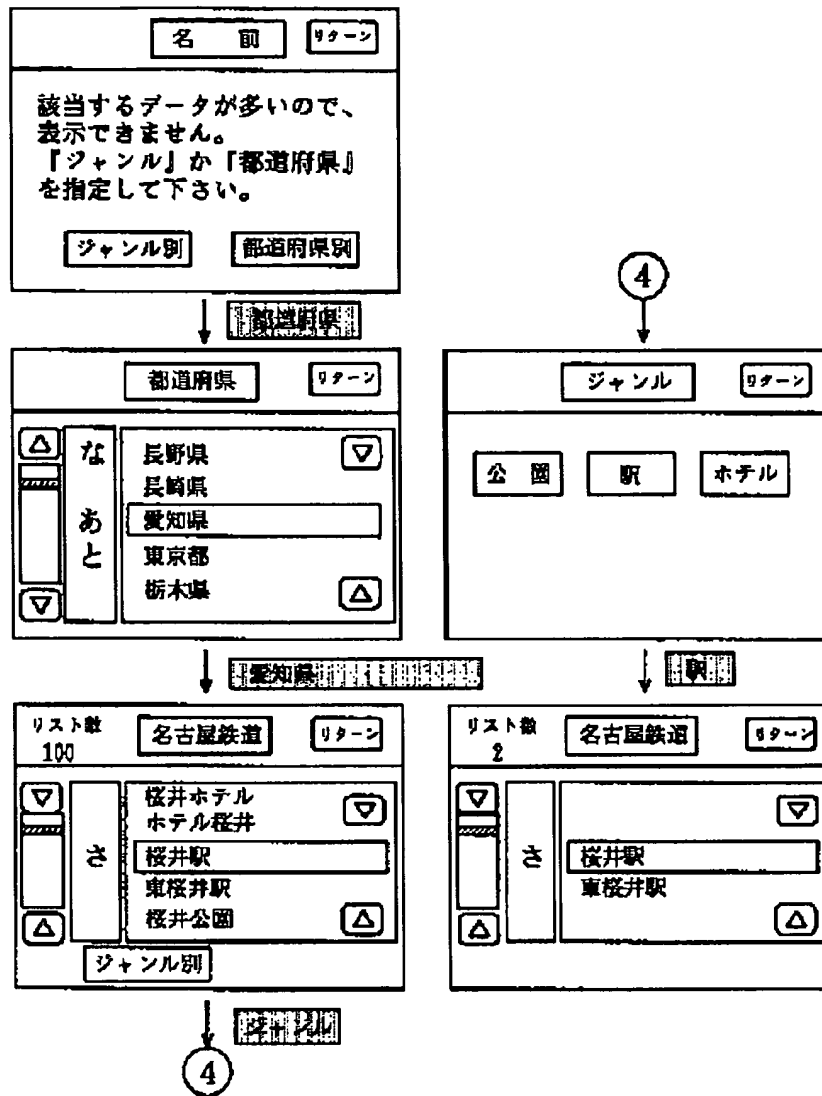 名 前
リターン
該当するデータが多いので、
表示できません。
『ジャンル』か『都道府県』
を指定して下さい。
ジャンル別
都道府県別
都道府県
都道府県
リターン
な
あ
と
長野県
長崎県
愛知県
東京都
栃木県
愛知県
リスト数
100
名古屋鉄道
リターン
さ
桜井ホテル
ホテル桜井
桜井駅
東桜井駅
桜井公園
ジャンル別
ジャンル
4
4
ジャンル
リターン
公 園
駅
ホテル
駅
リスト数
2
名古屋鉄道
リターン
さ
桜井駅
東桜井駅